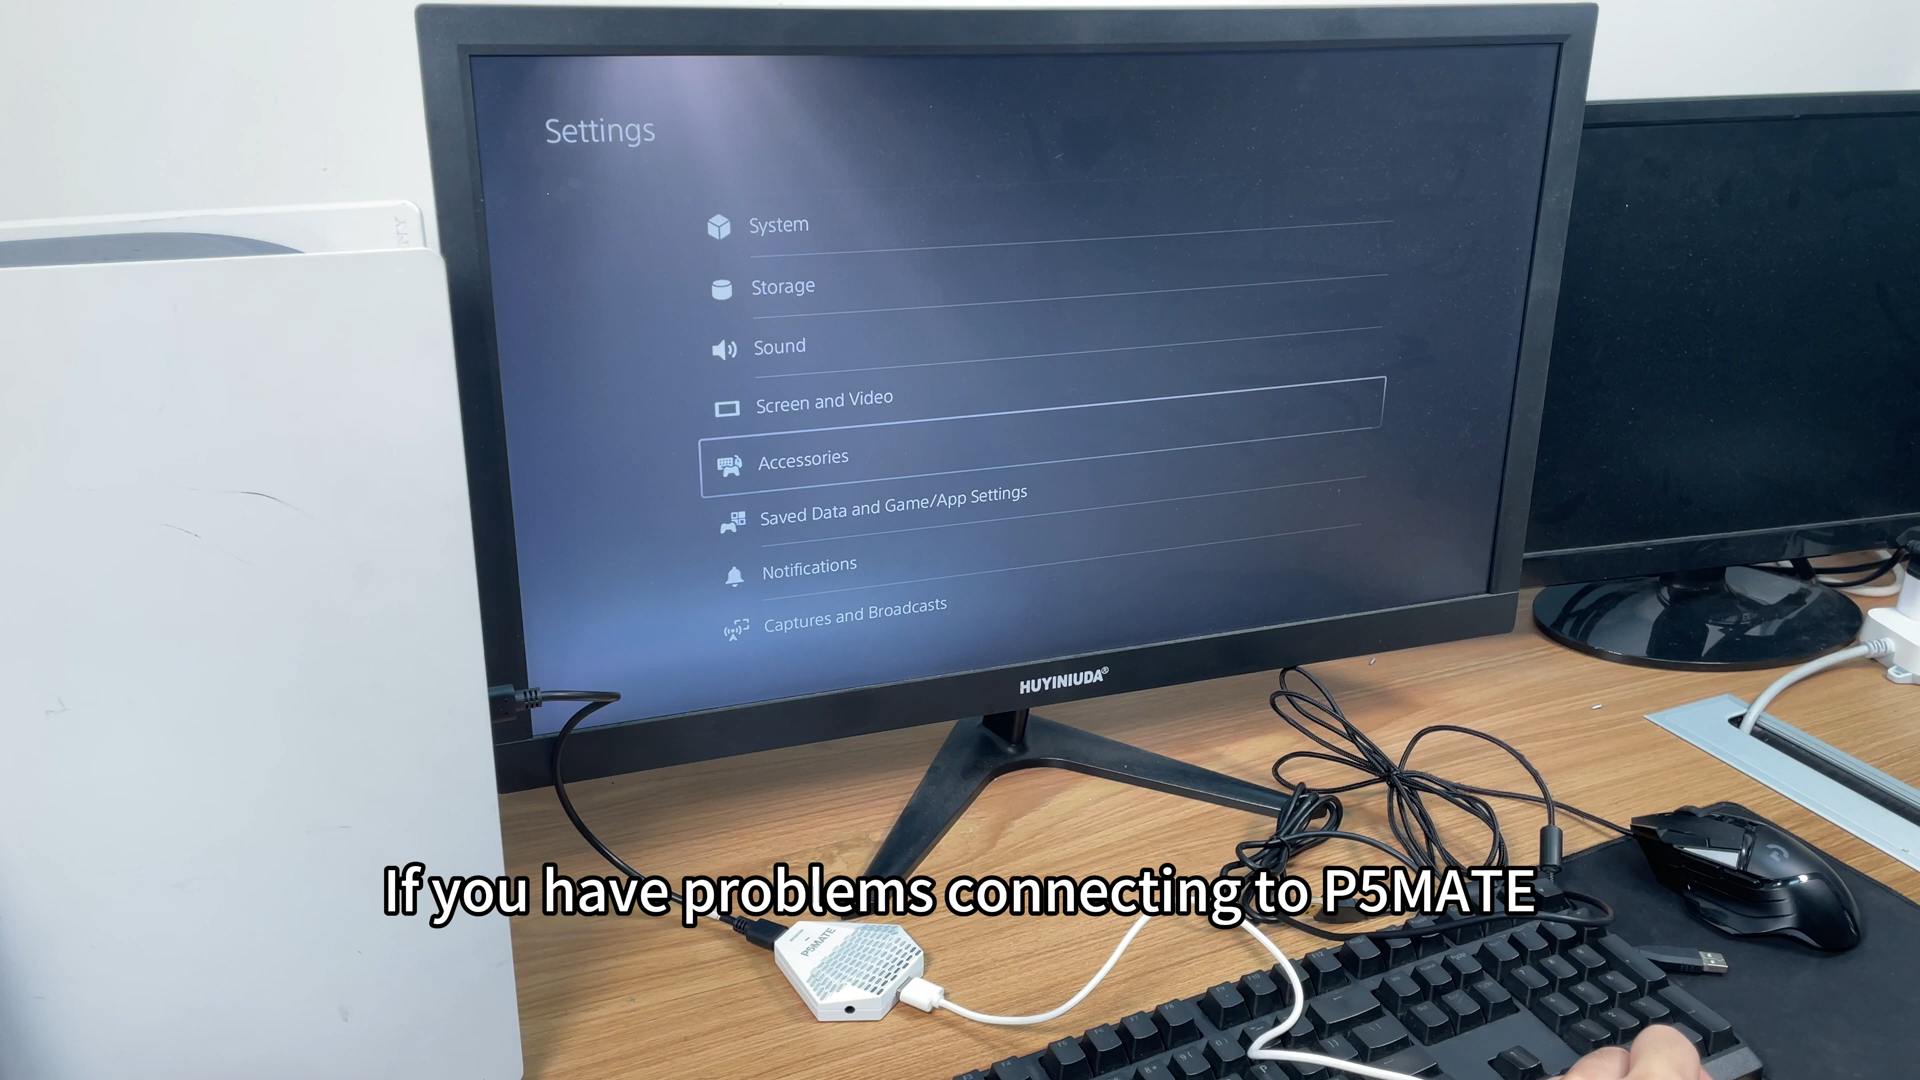 Settings
System
Storage
Sound
Screen and Video
Accessories
Saved Data and Game/App Settings
Notifications
Captures and Broadcasts
HUYINIUDA®
If you have problems connecting to P5MATE
P5MATE